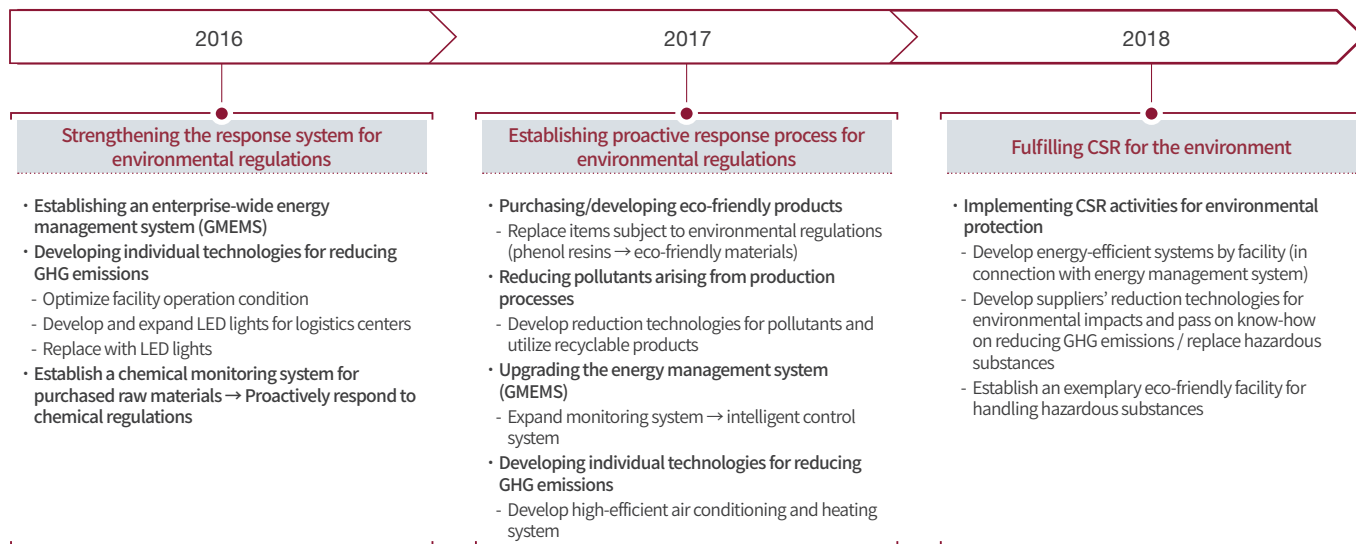 2016
2017
2018
Strengthening the response system for
environmental regulations
· Establishing an enterprise-wide energy
management system (GMEMS)
· Developing individual technologies for reducing
GHG emissions
- Optimize facility operation condition
- Develop and expand LED lights for logistics centers
- Replace with LED lights
· Establish a chemical monitoring system for
purchased raw materials → Proactively respond to
chemical regulations
Establishing proactive response process for
environmental regulations
· Purchasing/developing eco-friendly products
- Replace items subject to environmental regulations
(phenol resins → eco-friendly materials)
· Reducing pollutants arising from production
processes
- Develop reduction technologies for pollutants and
utilize recyclable products
· Upgrading the energy management system
(GMEMS)
- Expand monitoring system → intelligent control
system
· Developing individual technologies for reducing
GHG emissions
- Develop high-efficient air conditioning and heating
system
Fulfilling CSR for the environment
· Implementing CSR activities for environmental
protection
- Develop energy-efficient systems by facility (in
connection with energy management system)
- Develop suppliers’ reduction technologies for
environmental impacts and pass on know-how
on reducing GHG emissions / replace hazardous
substances
- Establish an exemplary eco-friendly facility for
handling hazardous substances